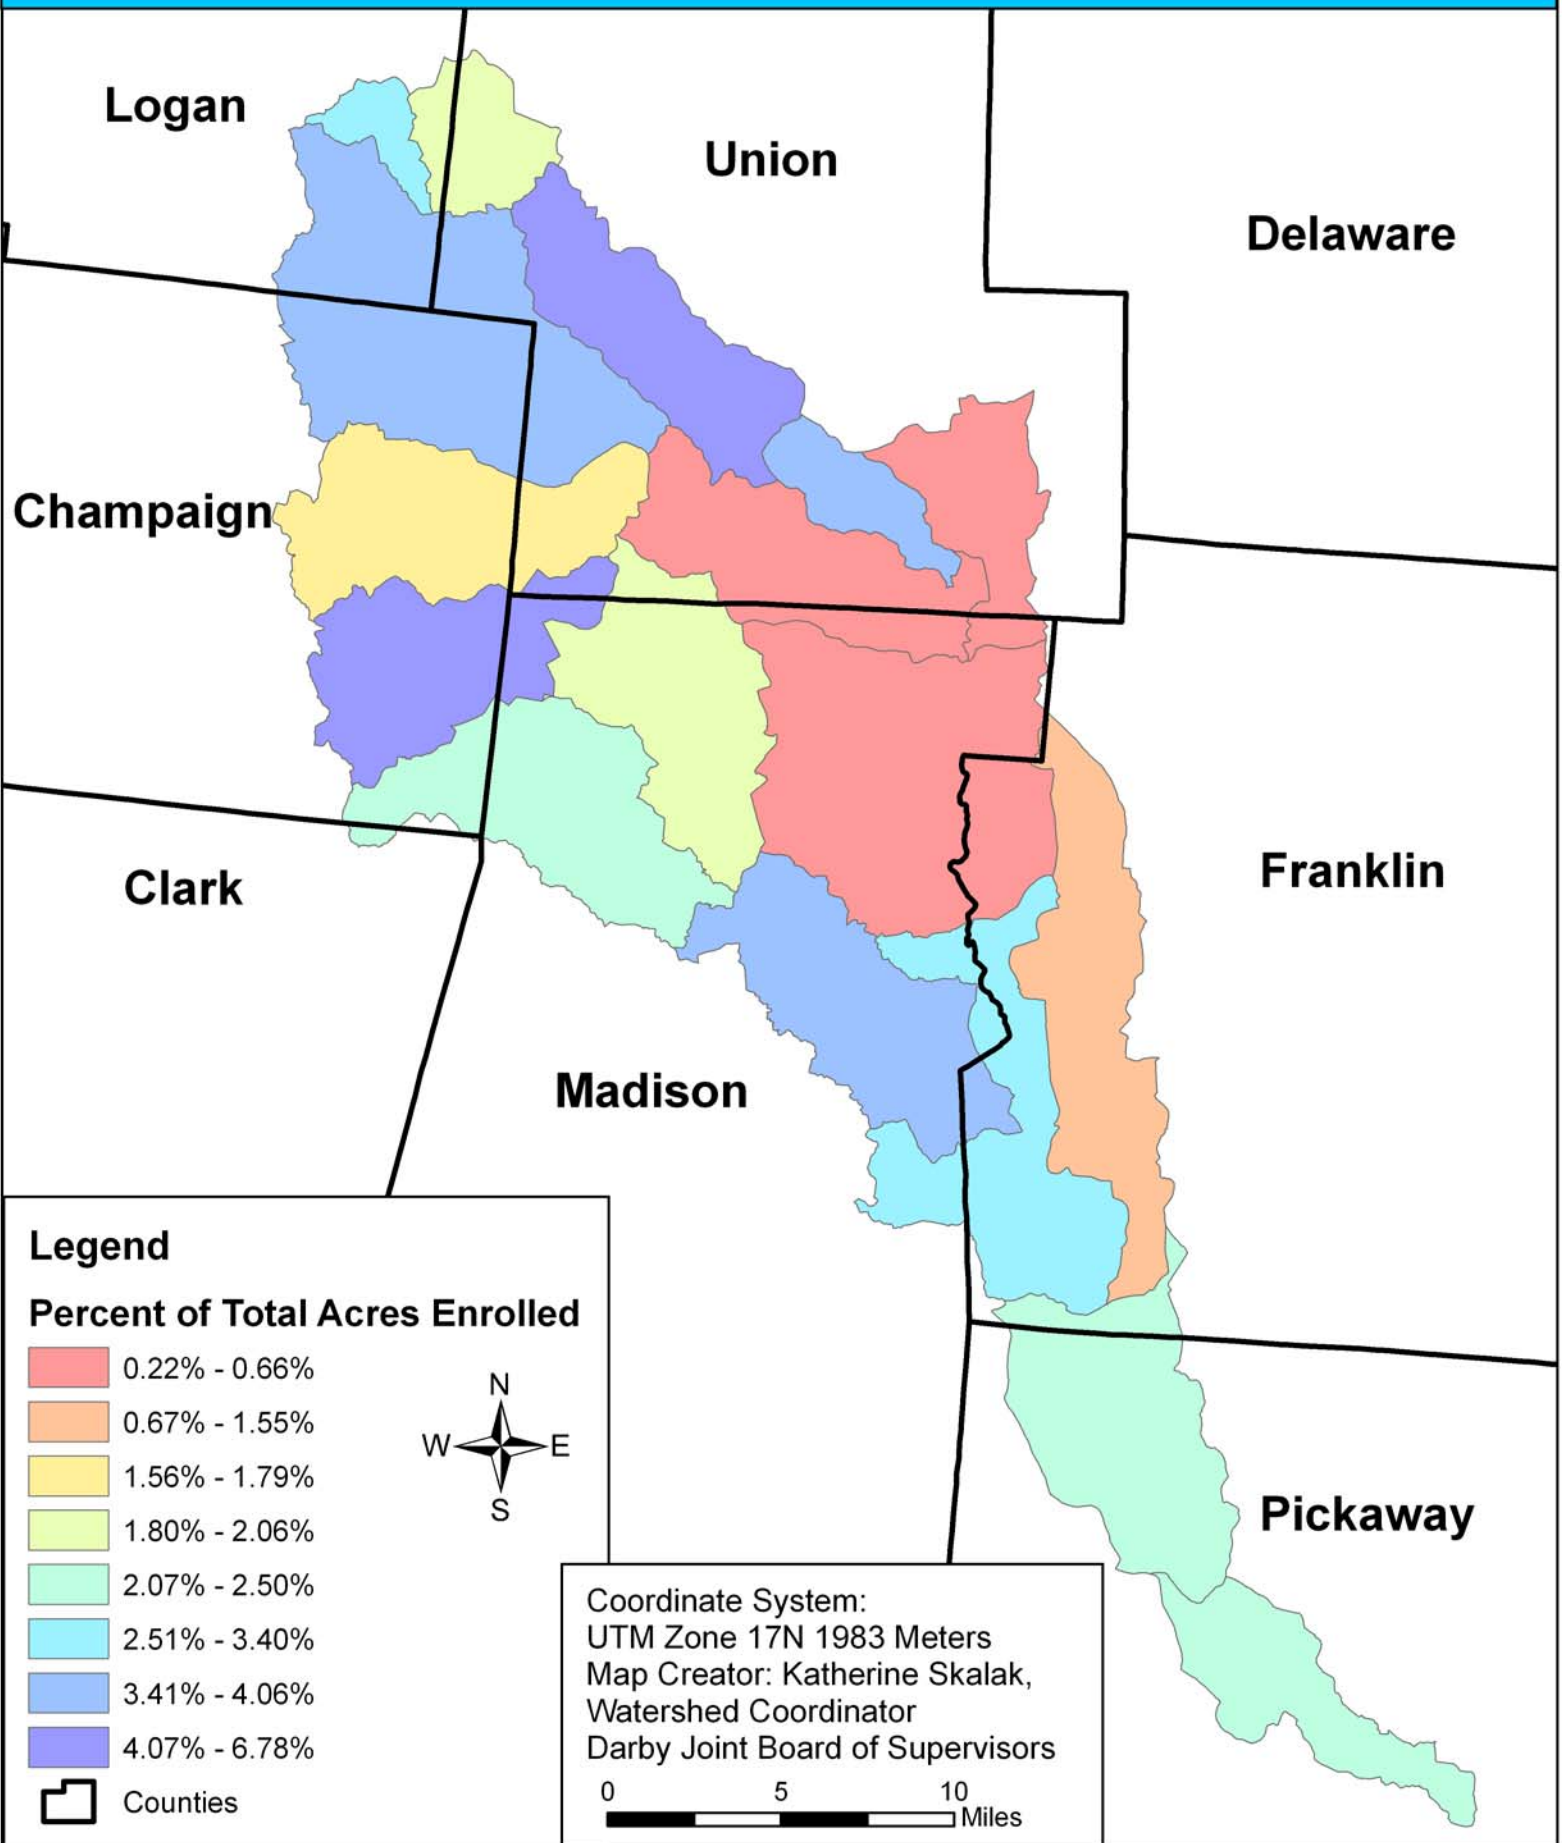 Logan
Union
Delaware
Champaign
Clark
Franklin
Madison
Pickaway
Legend
Percent of Total Acres Enrolled
0.22% - 0.66%
0.67% - 1.55%
1.56% - 1.79%
1.80% - 2.06%
2.07% - 2.50%
2.51% - 3.40%
3.41% - 4.06%
4.07% - 6.78%
Counties
N
W E
S
Coordinate System:
UTM Zone 17N 1983 Meters
Map Creator: Katherine Skalak,
Watershed Coordinator
Darby Joint Board of Supervisors
0 5 10
Miles